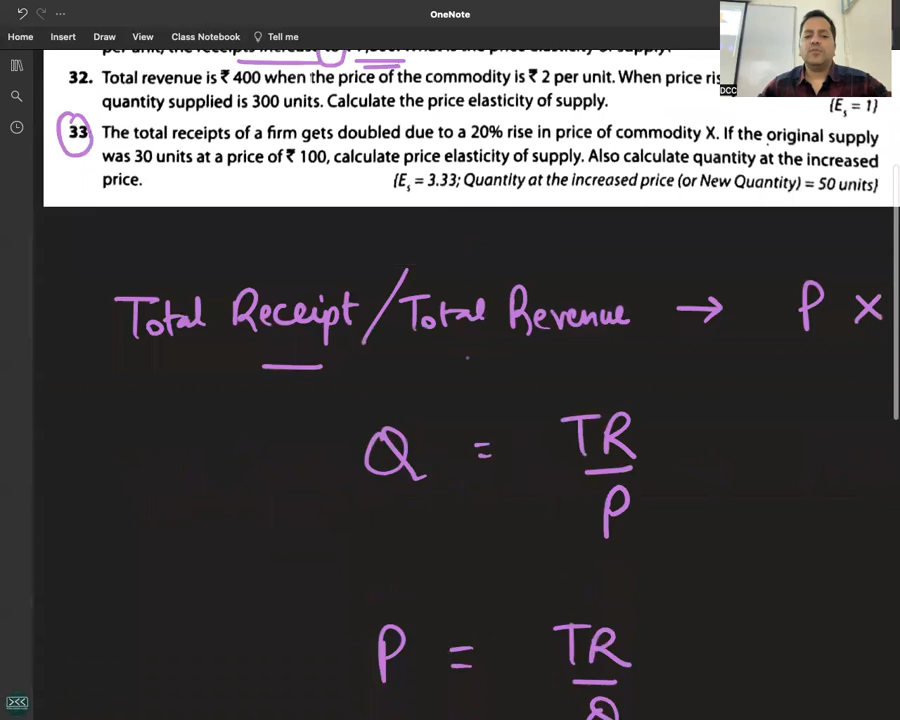 OneNote
Home Insert Draw View Class Notebook Tell me
32. Total revenue is ₹ 400 when the price of the commodity is ₹ 2 per unit. When price ris
quantity supplied is 300 units. Calculate the price elasticity of supply. {Es = 1}
33 The total receipts of a firm gets doubled due to a 20% rise in price of commodity X. If the original supply
was 30 units at a price of ₹ 100, calculate price elasticity of supply. Also calculate quantity at the increased
price. {Es = 3.33; Quantity at the increased price (or New Quantity) = 50 units}
Total Receipt / Total Revenue → P ×
Q = TR
P
P = TR
Q
DCC